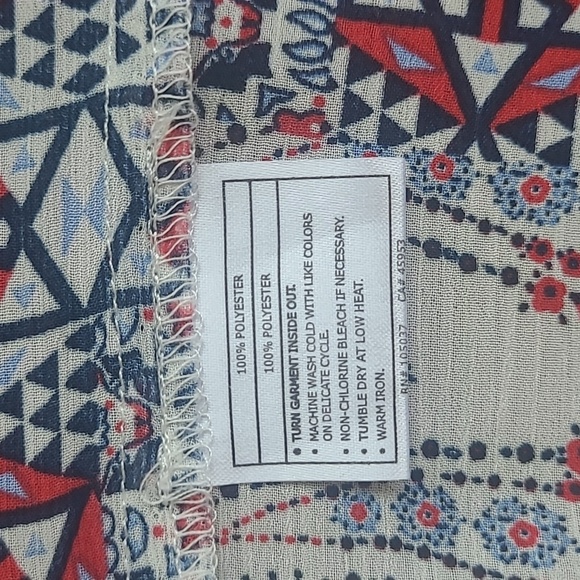 100% POLYESTER
100% POLYESTER
• TURN GARMENT INSIDE OUT.
• MACHINE WASH COLD WITH LIKE COLORS
ON DELICATE CYCLE.
• NON-CHLORINE BLEACH IF NECESSARY.
• TUMBLE DRY AT LOW HEAT.
• WARM IRON.
RN# 105037 CA# 45953